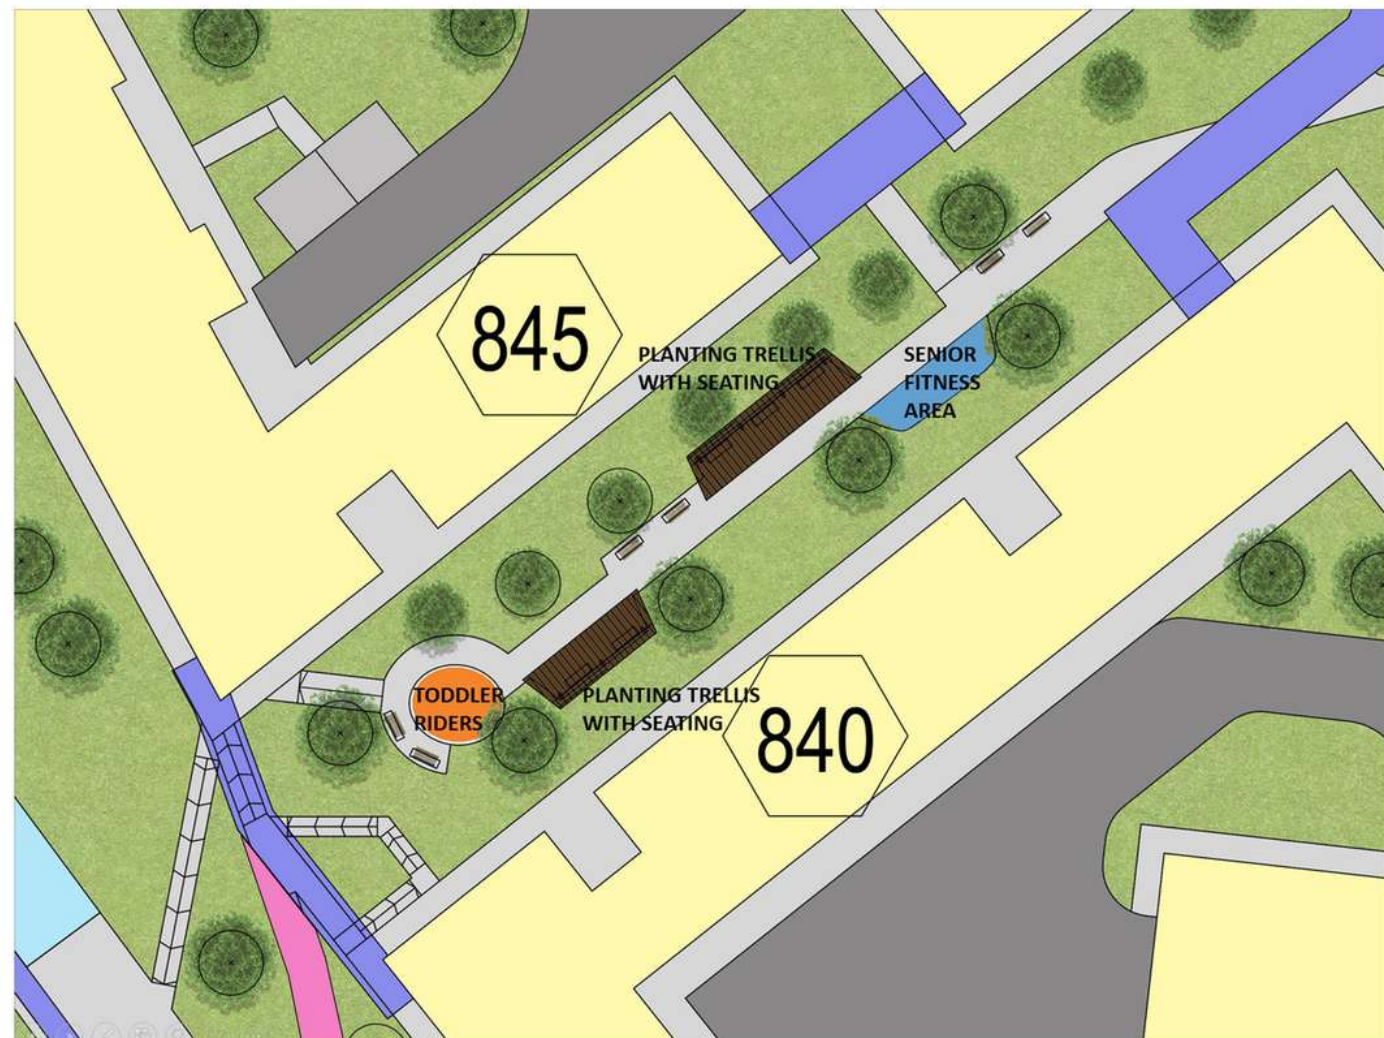 845
PLANTING TRELLIS
WITH SEATING
SENIOR
FITNESS
AREA
TODDLER
RIDERS
PLANTING TRELLIS
WITH SEATING
840